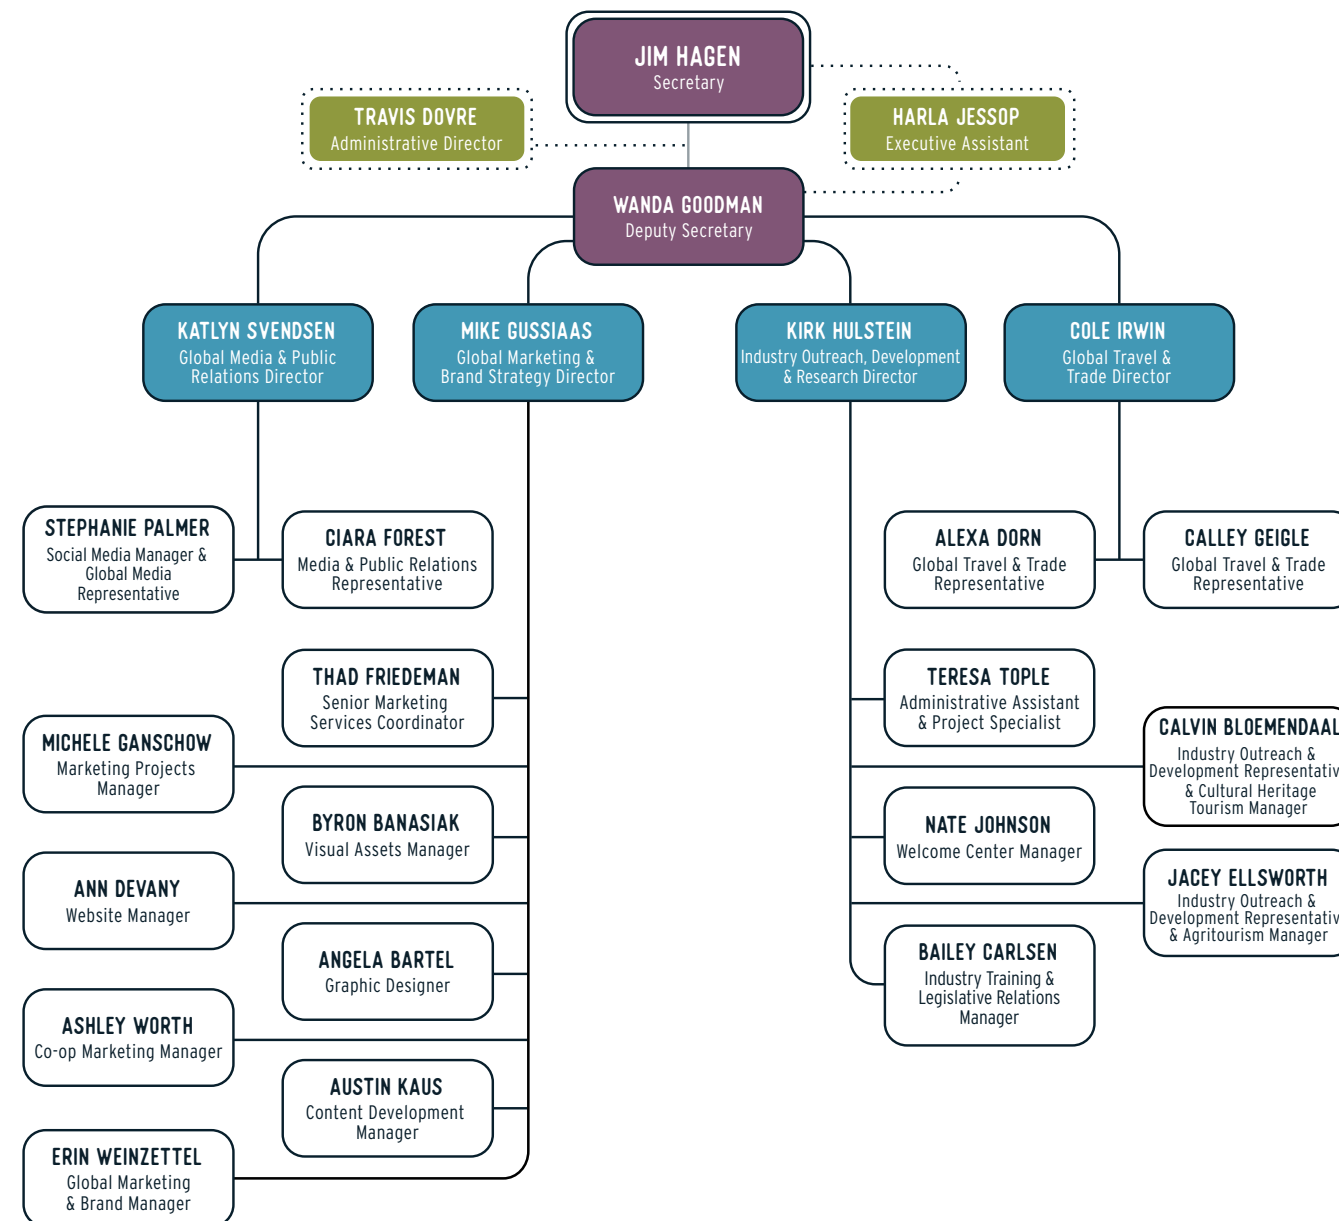 JIM HAGEN
Secretary
TRAVIS DOVRE
Administrative Director
HARLA JESSOP
Executive Assistant
WANDA GOODMAN
Deputy Secretary
KATLYN SVENDSEN
Global Media & Public
Relations Director
MIKE GUSSIAAS
Global Marketing &
Brand Strategy Director
KIRK HULSTEIN
Industry Outreach, Development
& Research Director
COLE IRWIN
Global Travel &
Trade Director
STEPHANIE PALMER
Social Media Manager &
Global Media
Representative
CIARA FOREST
Media & Public Relations
Representative
ALEXA DORN
Global Travel & Trade
Representative
CALLEY GEIGLE
Global Travel & Trade
Representative
THAD FRIEDEMAN
Senior Marketing
Services Coordinator
TERESA TOPLE
Administrative Assistant
& Project Specialist
MICHELE GANSCHOW
Marketing Projects
Manager
CALVIN BLOEMENDAAL
Industry Outreach &
Development Representativ
& Cultural Heritage
Tourism Manager
BYRON BANASIAK
Visual Assets Manager
NATE JOHNSON
Welcome Center Manager
ANN DEVANY
Website Manager
JACEY ELLSWORTH
Industry Outreach &
Development Representativ
& Agritourism Manager
ANGELA BARTEL
Graphic Designer
BAILEY CARLSEN
Industry Training &
Legislative Relations
Manager
ASHLEY WORTH
Co-op Marketing Manager
AUSTIN KAUS
Content Development
Manager
ERIN WEINZETTEL
Global Marketing
& Brand Manager